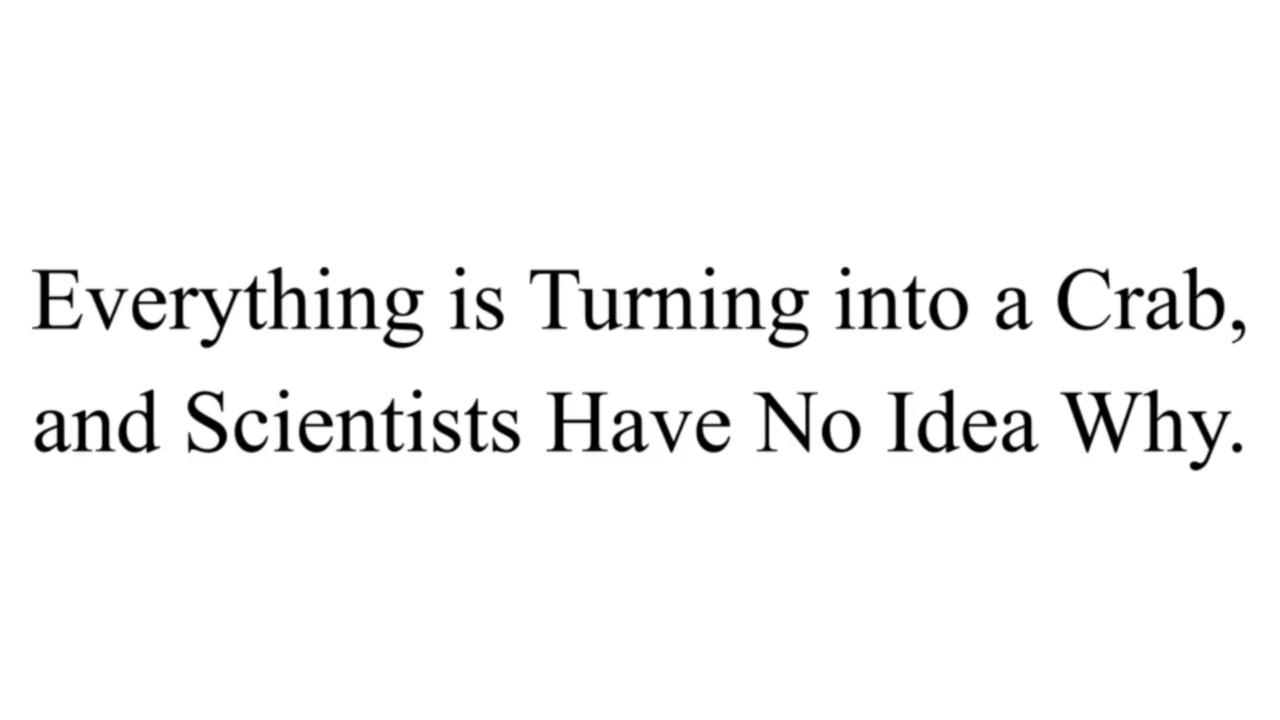 Everything is Turning into a Crab,
and Scientists Have No Idea Why.